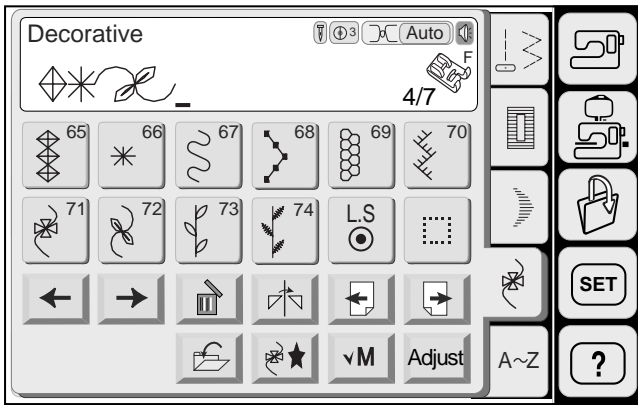 Decorative
3 Auto
F
4/7
65 66 67 68 69 70
71 72 73 74 L.S
M Adjust
A~Z
SET
?